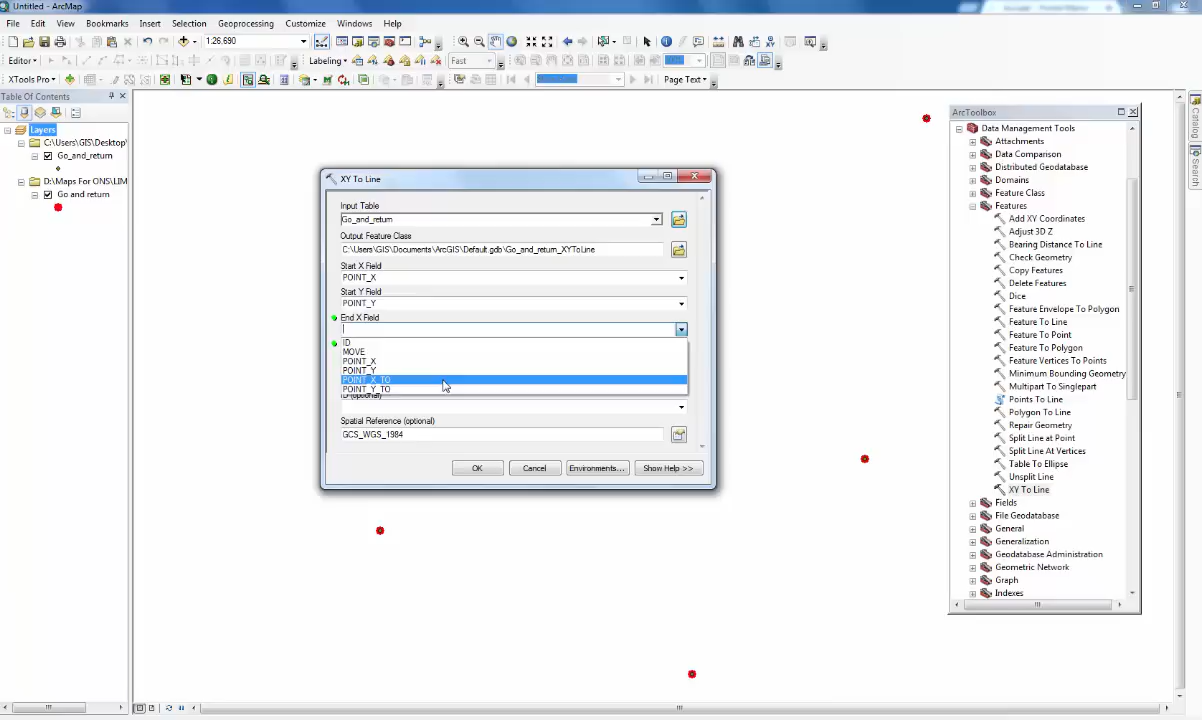 Untitled - ArcMap
File Edit View Bookmarks Insert Selection Geoprocessing Customize Windows Help
1:26,690
Editor Labeling Fast
XTools Pro Page Text
Table Of Contents
Layers
C:\Users\GIS\Desktop
Go_and_return
D:\Maps For ONS\LIM
Go and return
XY To Line
Input Table
Go_and_return
Output Feature Class
C:\Users\GIS\Documents\ArcGIS\Default.gdb\Go_and_return_XYToLine
Start X Field
POINT_X
Start Y Field
POINT_Y
End X Field
ID
MOVE
POINT_X
POINT_Y
POINT_X_TO
POINT_Y_TO
ID (optional)
Spatial Reference (optional)
GCS_WGS_1984
OK Cancel Environments... Show Help >>
ArcToolbox
Data Management Tools
Attachments
Data Comparison
Distributed Geodatabase
Domains
Feature Class
Features
Add XY Coordinates
Adjust 3D Z
Bearing Distance To Line
Check Geometry
Copy Features
Delete Features
Dice
Feature Envelope To Polygon
Feature To Line
Feature To Point
Feature To Polygon
Feature Vertices To Points
Minimum Bounding Geometry
Multipart To Singlepart
Points To Line
Polygon To Line
Repair Geometry
Split Line at Point
Split Line At Vertices
Table To Ellipse
Unsplit Line
XY To Line
Fields
File Geodatabase
General
Generalization
Geodatabase Administration
Geometric Network
Graph
Indexes
Catalog
Search